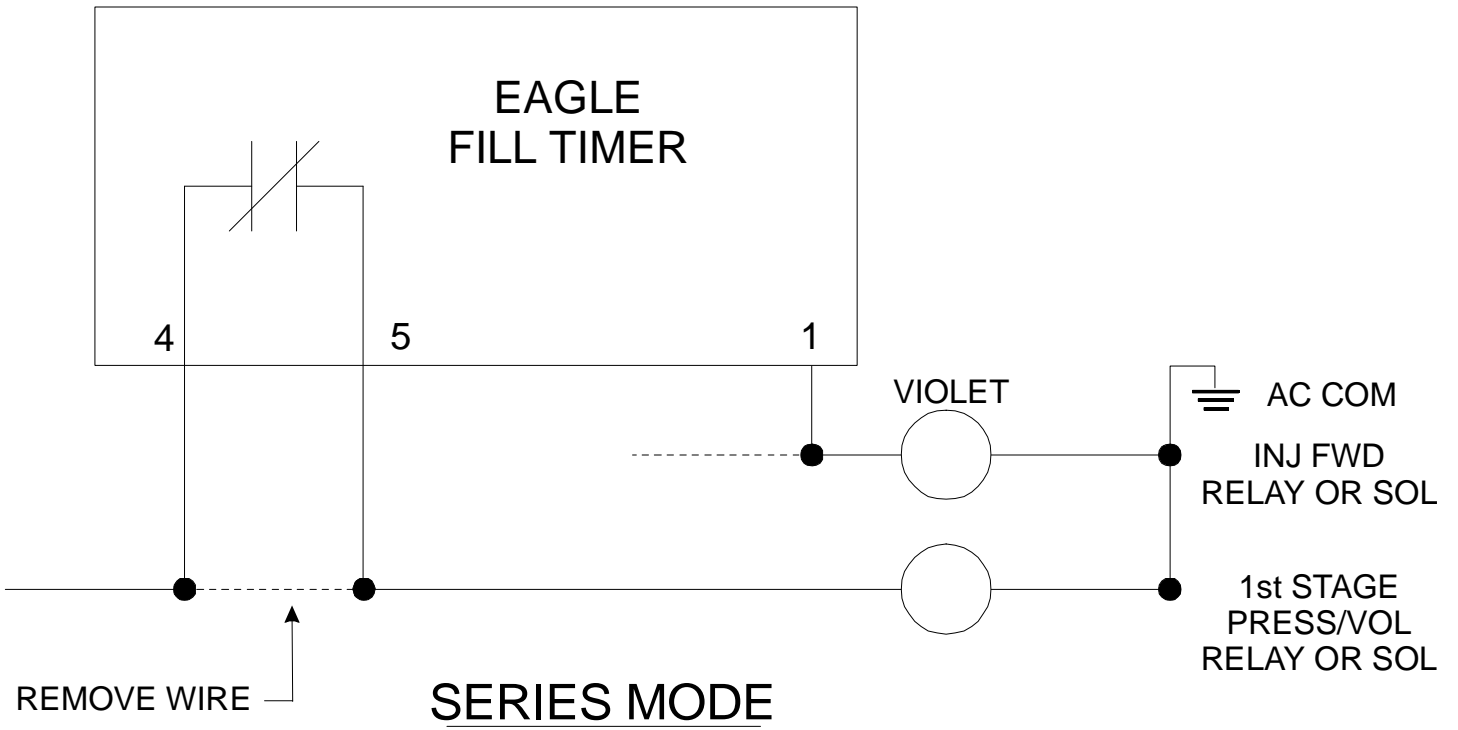 EAGLE
FILL TIMER
4
5
1
VIOLET
AC COM
INJ FWD
RELAY OR SOL
1st STAGE
PRESS/VOL
RELAY OR SOL
REMOVE WIRE
SERIES MODE